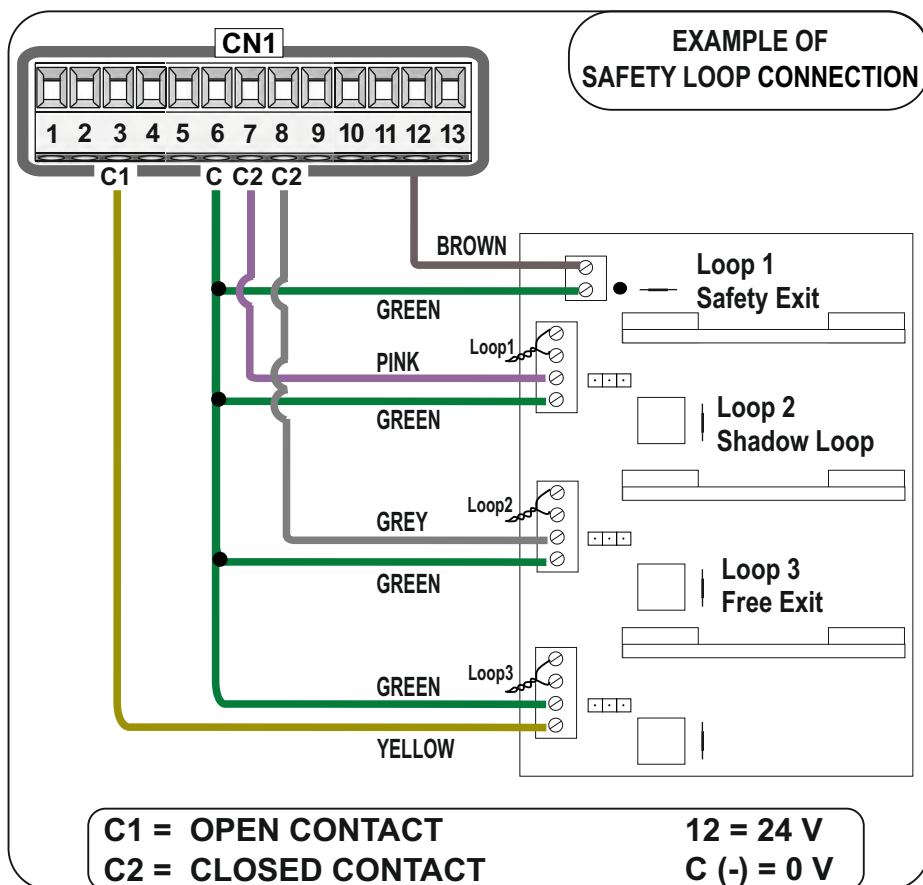 CN1
EXAMPLE OF
SAFETY LOOP CONNECTION
1 2 3 4 5 6 7 8 9 10 11 12 13
C1 C C2 C2
BROWN
Loop 1
Safety Exit
GREEN
Loop1
PINK
GREEN
Loop 2
Shadow Loop
Loop2
GREY
GREEN
Loop 3
Free Exit
Loop3
GREEN
YELLOW
C1 = OPEN CONTACT 12 = 24 V
C2 = CLOSED CONTACT C (-) = 0 V